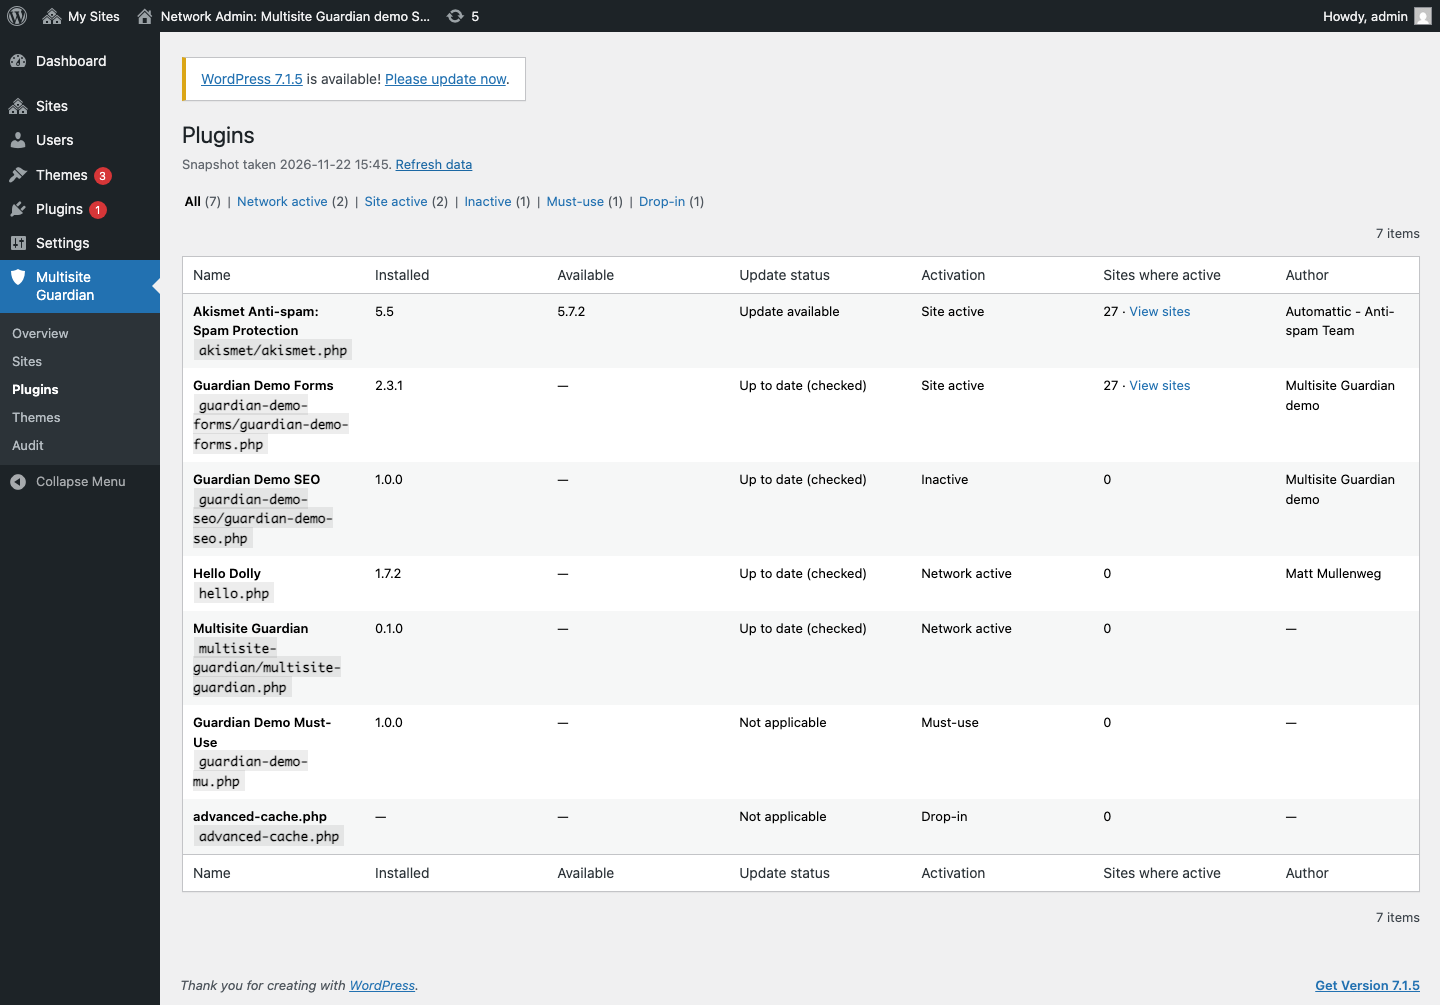 My Sites
Network Admin: Multisite Guardian demo S...
5
Howdy, admin
Dashboard
Sites
Users
Themes 3
Plugins 1
Settings
Multisite
Guardian
Overview
Sites
Plugins
Themes
Audit
Collapse Menu
WordPress 7.1.5 is available! Please update now.
Plugins
Snapshot taken 2026-11-22 15:45. Refresh data
All (7) | Network active (2) | Site active (2) | Inactive (1) | Must-use (1) | Drop-in (1)
7 items
Name Installed Available Update status Activation Sites where active Author
Akismet Anti-spam: 5.5 5.7.2 Update available Site active 27 · View sites Automattic - Anti-
Spam Protection spam Team
akismet/akismet.php
Guardian Demo Forms 2.3.1 — Up to date (checked) Site active 27 · View sites Multisite Guardian
guardian-demo- demo
forms/guardian-demo-
forms.php
Guardian Demo SEO 1.0.0 — Up to date (checked) Inactive 0 Multisite Guardian
guardian-demo- demo
seo/guardian-demo-
seo.php
Hello Dolly 1.7.2 — Up to date (checked) Network active 0 Matt Mullenweg
hello.php
Multisite Guardian 0.1.0 — Up to date (checked) Network active 0 —
multisite-
guardian/multisite-
guardian.php
Guardian Demo Must- 1.0.0 — Not applicable Must-use 0 —
Use
guardian-demo-
mu.php
advanced-cache.php — — Not applicable Drop-in 0 —
advanced-cache.php
Name Installed Available Update status Activation Sites where active Author
7 items
Thank you for creating with WordPress.
Get Version 7.1.5